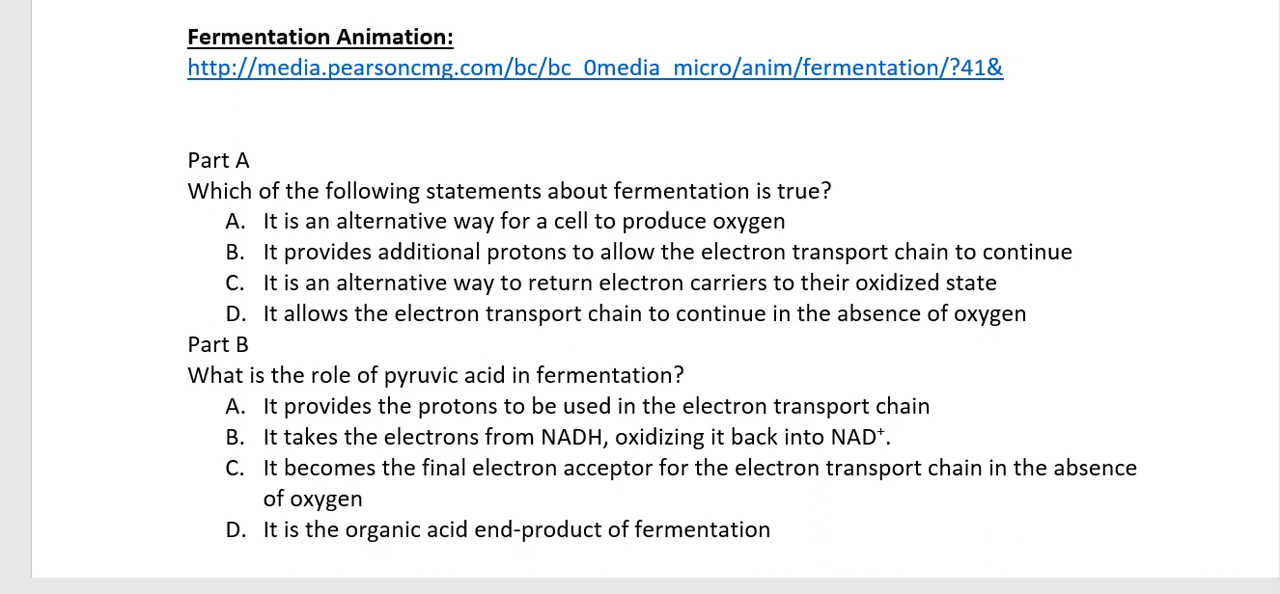 Fermentation Animation:
http://media.pearsoncmg.com/bc/bc_0media_micro/anim/fermentation/?41&
Part A
Which of the following statements about fermentation is true?
A. It is an alternative way for a cell to produce oxygen
B. It provides additional protons to allow the electron transport chain to continue
C. It is an alternative way to return electron carriers to their oxidized state
D. It allows the electron transport chain to continue in the absence of oxygen
Part B
What is the role of pyruvic acid in fermentation?
A. It provides the protons to be used in the electron transport chain
B. It takes the electrons from NADH, oxidizing it back into NAD⁺.
C. It becomes the final electron acceptor for the electron transport chain in the absence
of oxygen
D. It is the organic acid end-product of fermentation